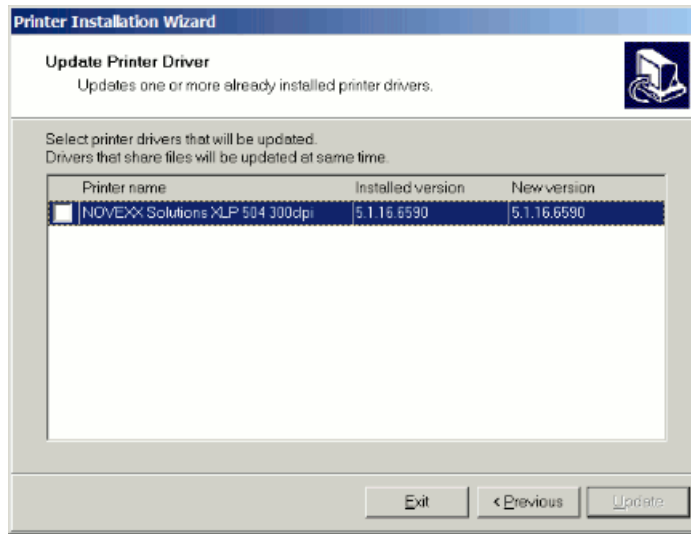 Printer Installation Wizard
Update Printer Driver
Updates one or more already installed printer drivers.
Select printer drivers that will be updated.
Drivers that share files will be updated at same time.
Printer name Installed version New version
NOVEXX Solutions XLP 504 300dpi 5.1.16.6590 5.1.16.6590
Exit < Previous Update